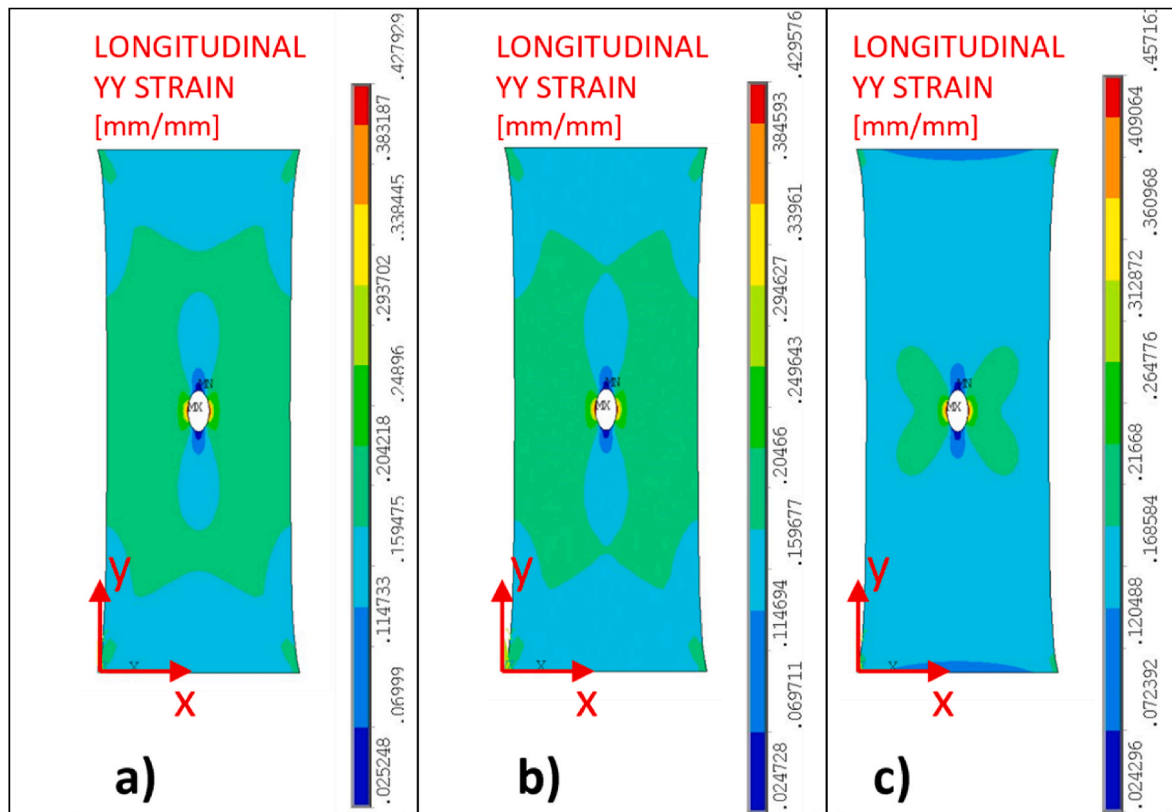 LONGITUDINAL
YY STRAIN
[mm/mm]
.427929
.383187
.338445
.293702
.24896
.204218
.159475
.114733
.06999
.025248
MN
MX
y
X
x
a)
LONGITUDINAL
YY STRAIN
[mm/mm]
.429576
.384593
.33961
.294627
.249643
.20466
.159677
.114694
.069711
.024728
MN
MX
y
X
x
b)
LONGITUDINAL
YY STRAIN
[mm/mm]
.457161
.409064
.360968
.312872
.264776
.21668
.168584
.120488
.072392
.024296
MN
MX
y
X
x
c)